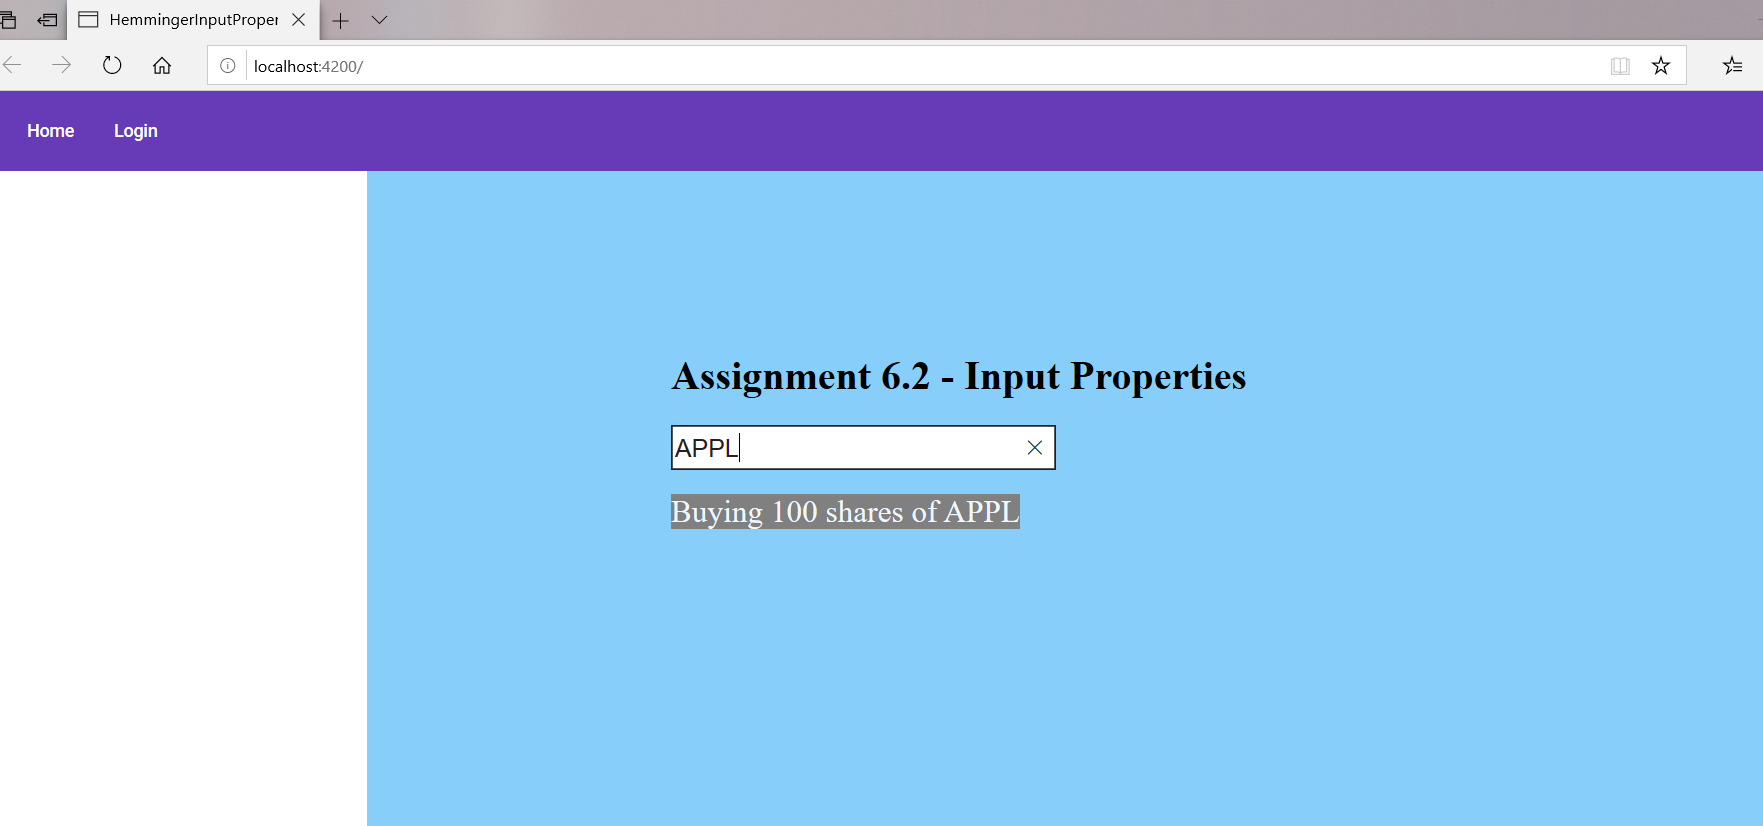 HemmingerInputProper
localhost:4200/
Home Login
Assignment 6.2 - Input Properties
APPL
Buying 100 shares of APPL